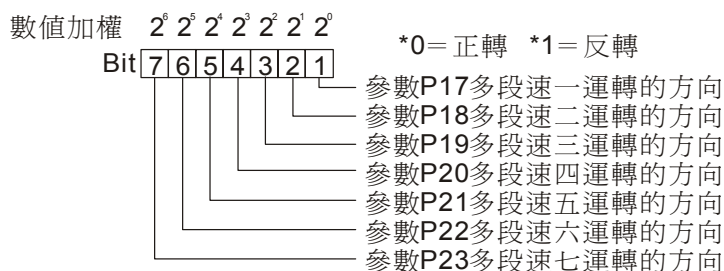 數值加權 2⁶ 2⁵ 2⁴ 2³ 2² 2¹ 2⁰
*0＝正轉 *1＝反轉
Bit 7 6 5 4 3 2 1
參數P17多段速一運轉的方向
參數P18多段速二運轉的方向
參數P19多段速三運轉的方向
參數P20多段速四運轉的方向
參數P21多段速五運轉的方向
參數P22多段速六運轉的方向
參數P23多段速七運轉的方向